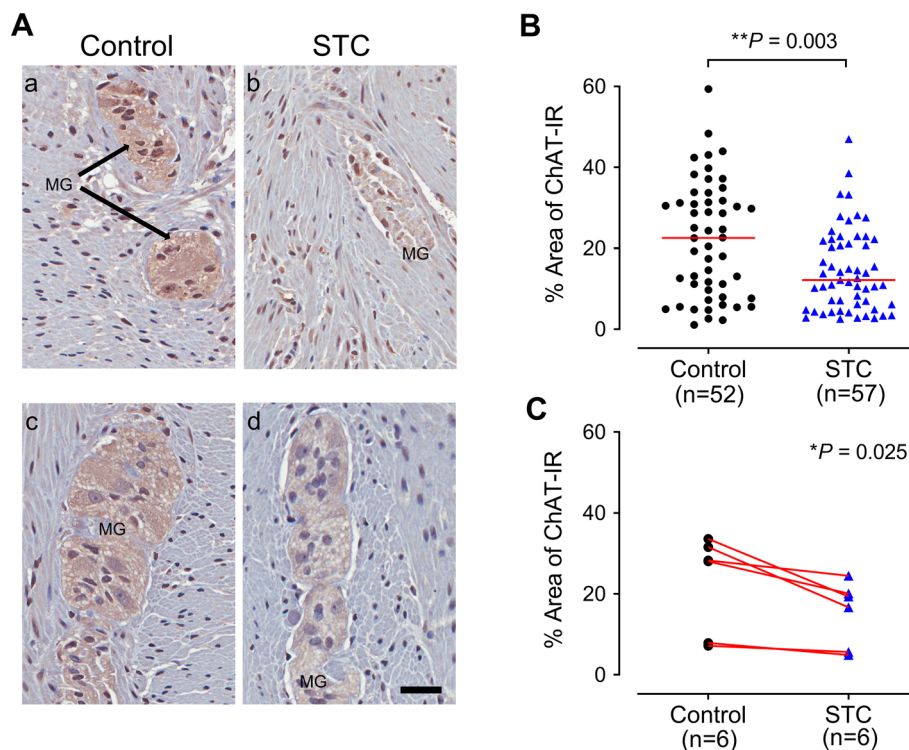 A
Control STC
a b
MG
MG
c d
MG
MG
B
**P = 0.003
% Area of ChAT-IR
60
40
20
0
Control STC
(n=52) (n=57)
C
*P = 0.025
% Area of ChAT-IR
60
40
20
0
Control STC
(n=6) (n=6)